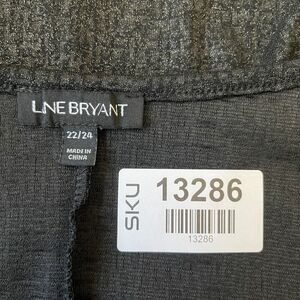 LNE BRYANT
22/24
MADE IN
CHINA
SKU
13286
13286